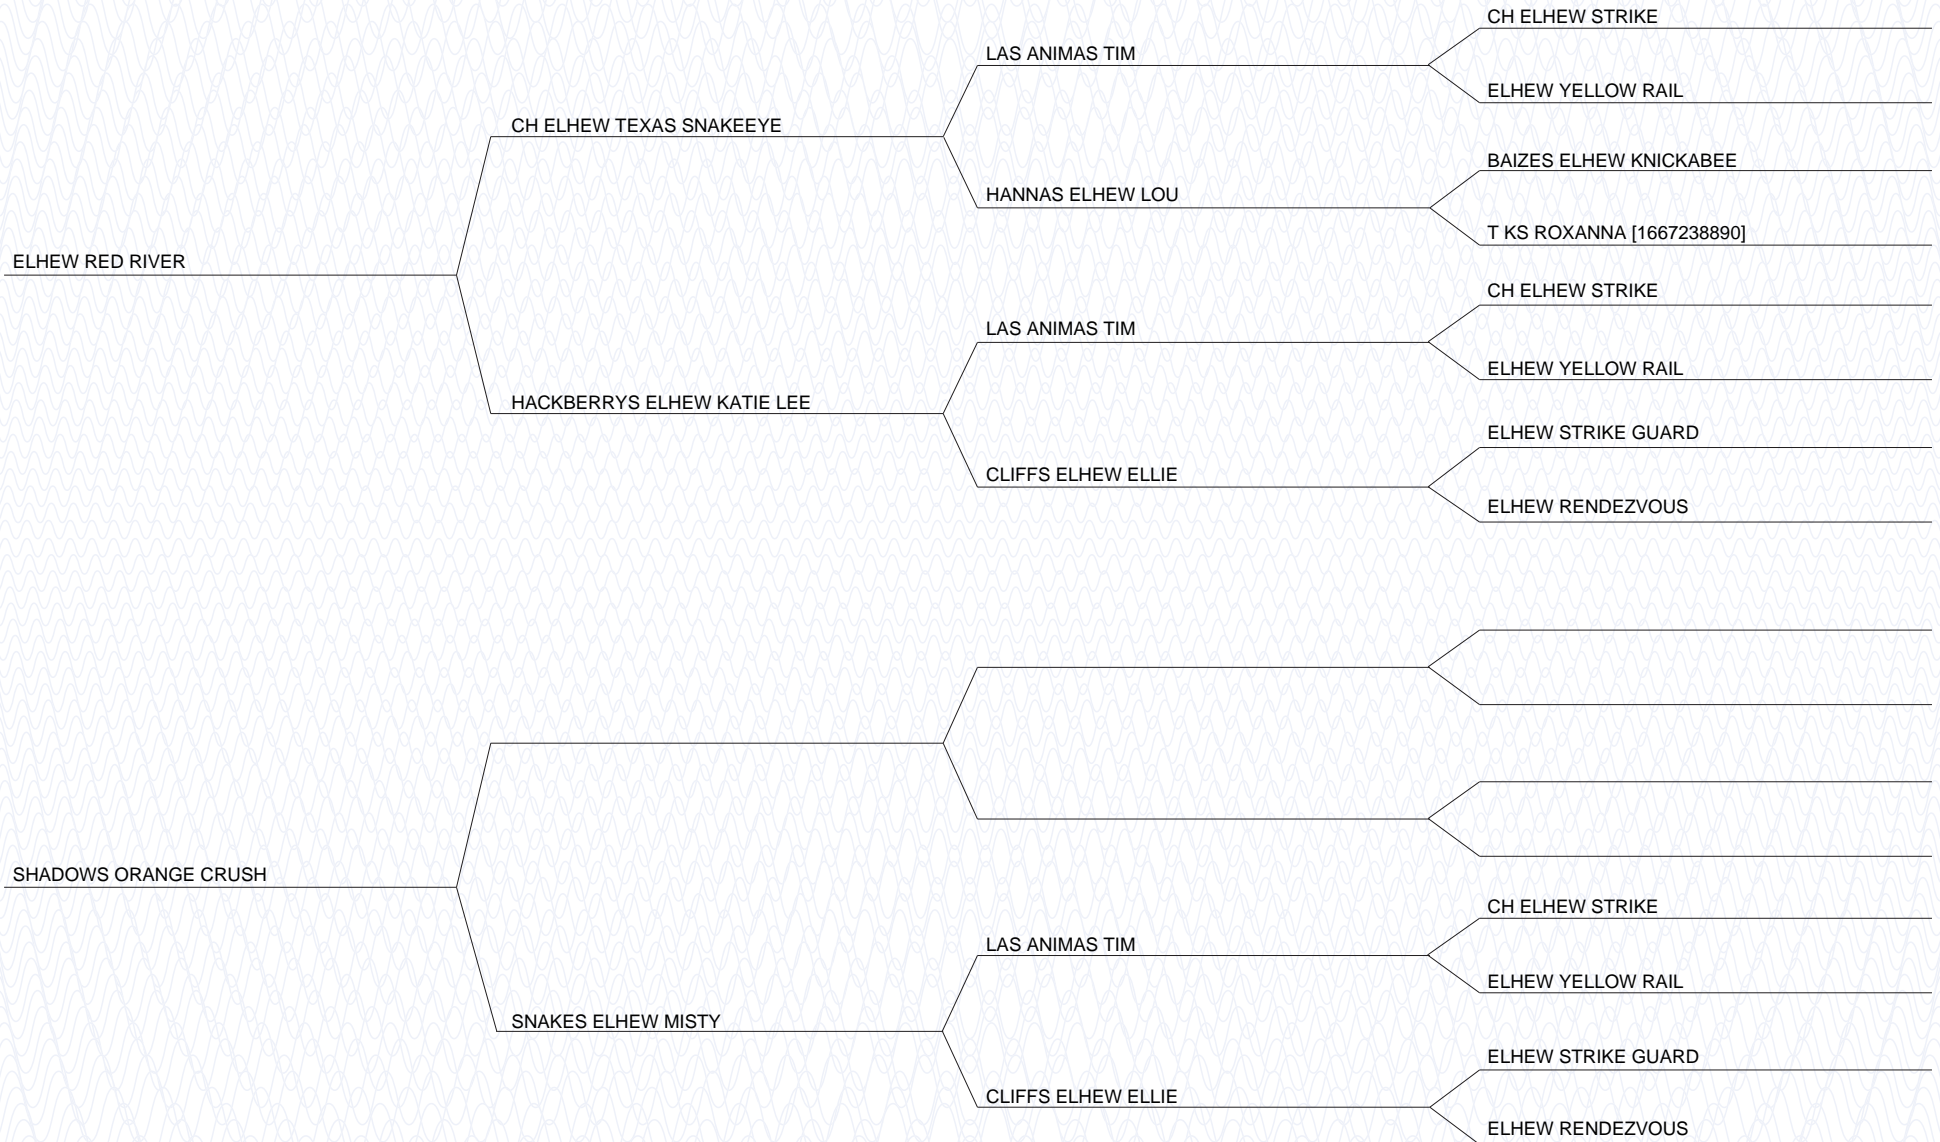 CH ELHEW STRIKE
LAS ANIMAS TIM
ELHEW YELLOW RAIL
CH ELHEW TEXAS SNAKEEYE
BAIZES ELHEW KNICKABEE
HANNAS ELHEW LOU
T KS ROXANNA [1667238890]
ELHEW RED RIVER
CH ELHEW STRIKE
LAS ANIMAS TIM
ELHEW YELLOW RAIL
HACKBERRYS ELHEW KATIE LEE
ELHEW STRIKE GUARD
CLIFFS ELHEW ELLIE
ELHEW RENDEZVOUS
SHADOWS ORANGE CRUSH
CH ELHEW STRIKE
LAS ANIMAS TIM
ELHEW YELLOW RAIL
SNAKES ELHEW MISTY
ELHEW STRIKE GUARD
CLIFFS ELHEW ELLIE
ELHEW RENDEZVOUS